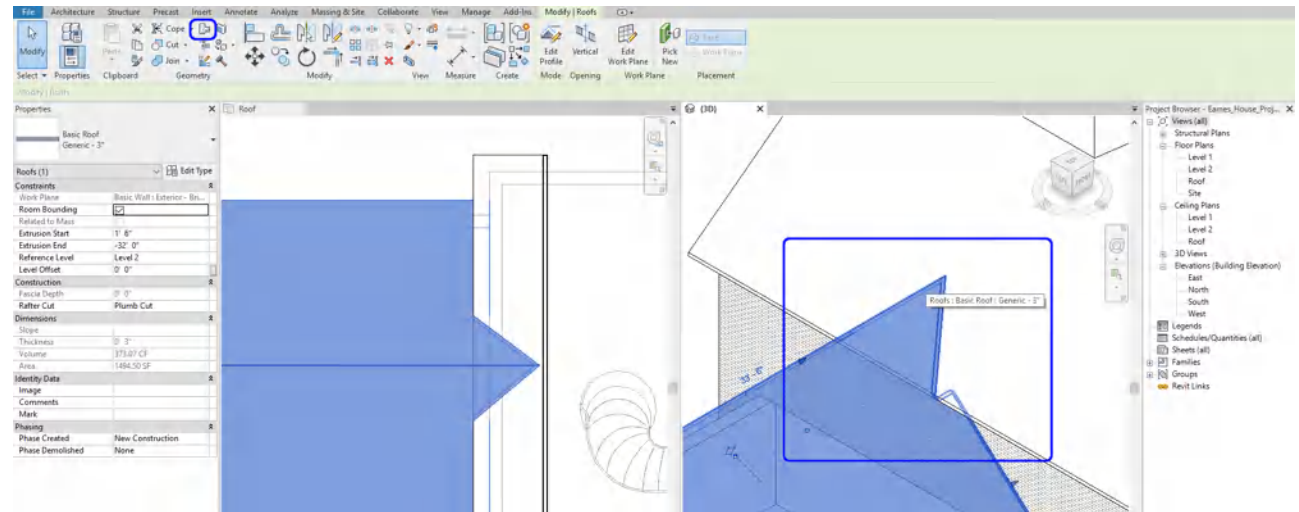 File Architecture Structure Precast Insert Annotate Analyze Massing & Site Collaborate View Manage Add-Ins Modify | Roofs
Cope
Cut
Join
Modify
Paste
Edit Profile
Vertical
Edit Work Plane
Pick New
Work Plane
Select Properties Clipboard Geometry Modify View Measure Create Mode Opening Work Plane Placement
Modify | Roofs
Properties
Roof
(3D)
Project Browser - Eames_House_Proj...
Basic Roof
Generic - 3"
Roofs (1)
Edit Type
Constraints
Work Plane Basic Wall : Exterior - Bri...
Room Bounding
Related to Mass
Extrusion Start 1' 6"
Extrusion End -32' 0"
Reference Level Level 2
Level Offset 0' 0"
Construction
Fascia Depth 0' 0"
Rafter Cut Plumb Cut
Dimensions
Slope
Thickness 0' 3"
Volume 373.07 CF
Area 1494.50 SF
Identity Data
Image
Comments
Mark
Phasing
Phase Created New Construction
Phase Demolished None
Roofs : Basic Roof : Generic - 3"
33' - 6"
Views (all)
Structural Plans
Floor Plans
Level 1
Level 2
Roof
Site
Ceiling Plans
Level 1
Level 2
Roof
3D Views
Elevations (Building Elevation)
East
North
South
West
Legends
Schedules/Quantities (all)
Sheets (all)
Families
Groups
Revit Links